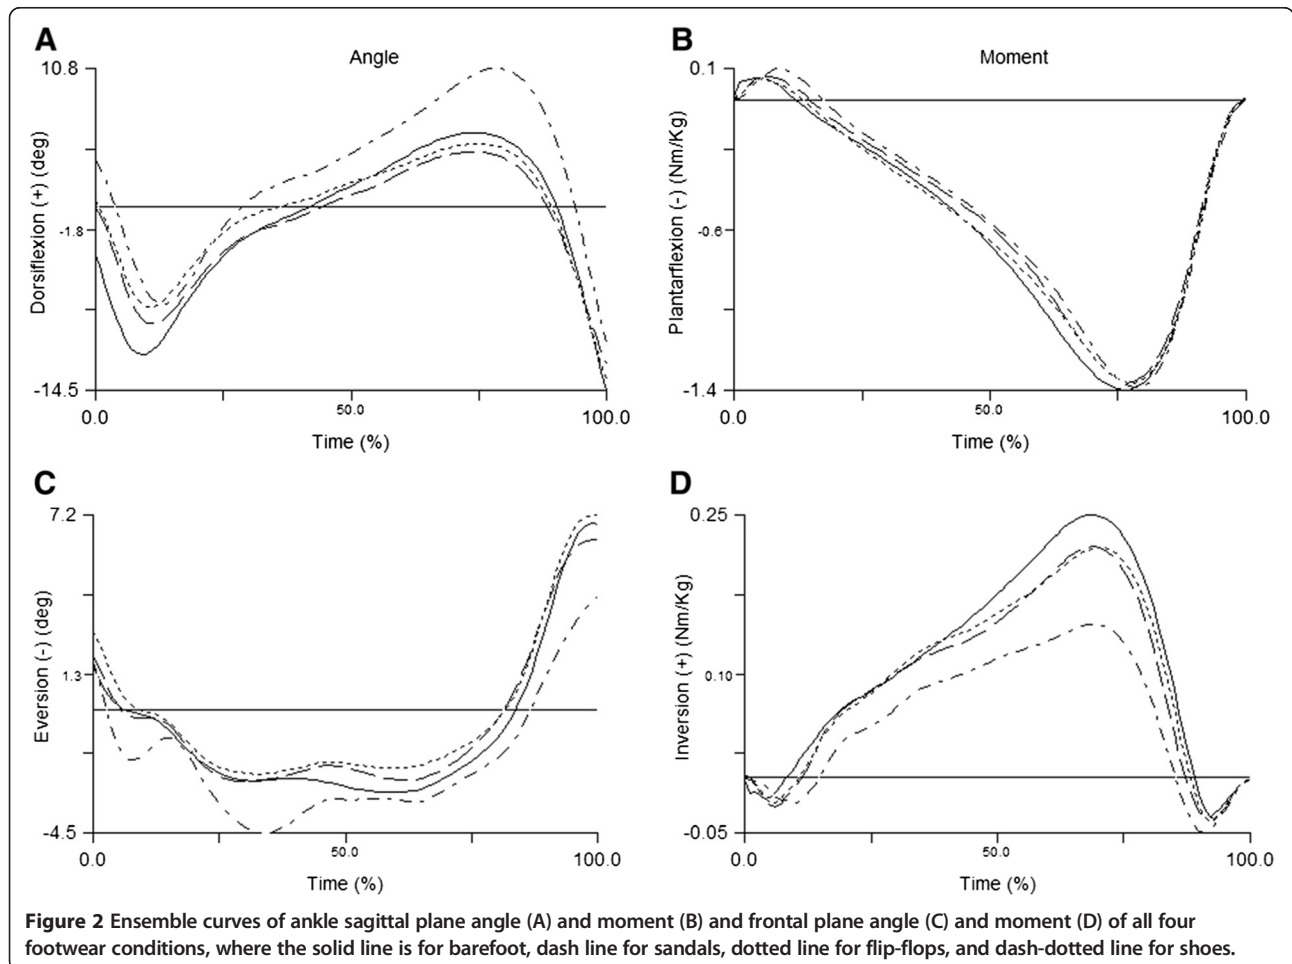 A
Angle
10.8
-1.8
-14.5
Dorsiflexion (+) (deg)
0.0
50.0
100.0
Time (%)
B
Moment
0.1
-0.6
-1.4
Plantarflexion (-) (Nm/Kg)
0.0
50.0
100.0
Time (%)
C
7.2
1.3
-4.5
Eversion (-) (deg)
0.0
50.0
100.0
Time (%)
D
0.25
0.10
-0.05
Inversion (+) (Nm/Kg)
0.0
50.0
100.0
Time (%)
Figure 2 Ensemble curves of ankle sagittal plane angle (A) and moment (B) and frontal plane angle (C) and moment (D) of all four
footwear conditions, where the solid line is for barefoot, dash line for sandals, dotted line for flip-flops, and dash-dotted line for shoes.